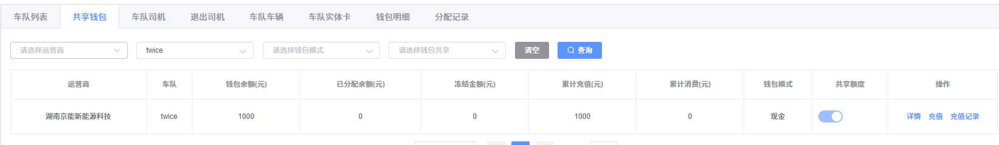 车队列表 共享钱包 车队司机 退出司机 车队车辆 车队实体卡 钱包明细 分配记录
请选择运营商 twice 请选择钱包模式 请选择钱包共享 清空 查询
运营商 车队 钱包余额(元) 已分配余额(元) 冻结金额(元) 累计充值(元) 累计消费(元) 钱包模式 共享额度 操作
湖南京能新能源科技 twice 1000 0 0 1000 0 现金 详情 充值 充值记录